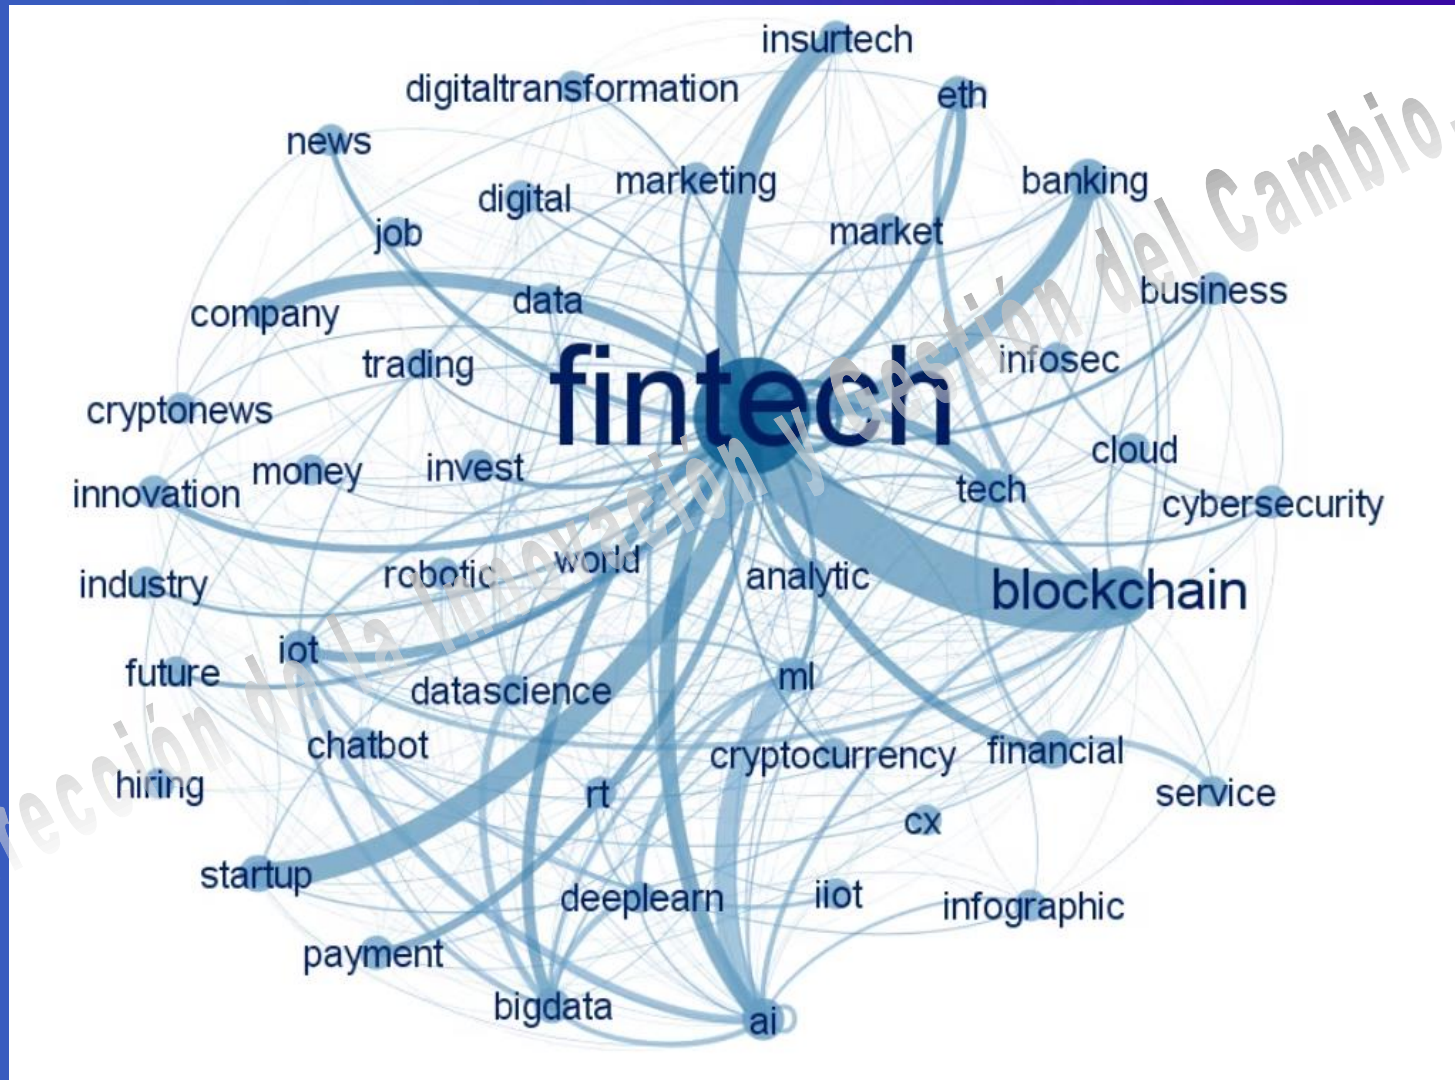 insurtech
digitaltransformation
eth
news
marketing
banking
digital
job
market
company
data
business
trading
fintech
infosec
cryptonews
money
invest
cloud
innovation
tech
cybersecurity
industry
robotic
world
analytic
blockchain
iot
future
datascience
ml
chatbot
cryptocurrency
financial
hiring
rt
service
cx
startup
deeplearn
iiot
infographic
payment
bigdata
ai
de la Innovación y Gestión del Cambio